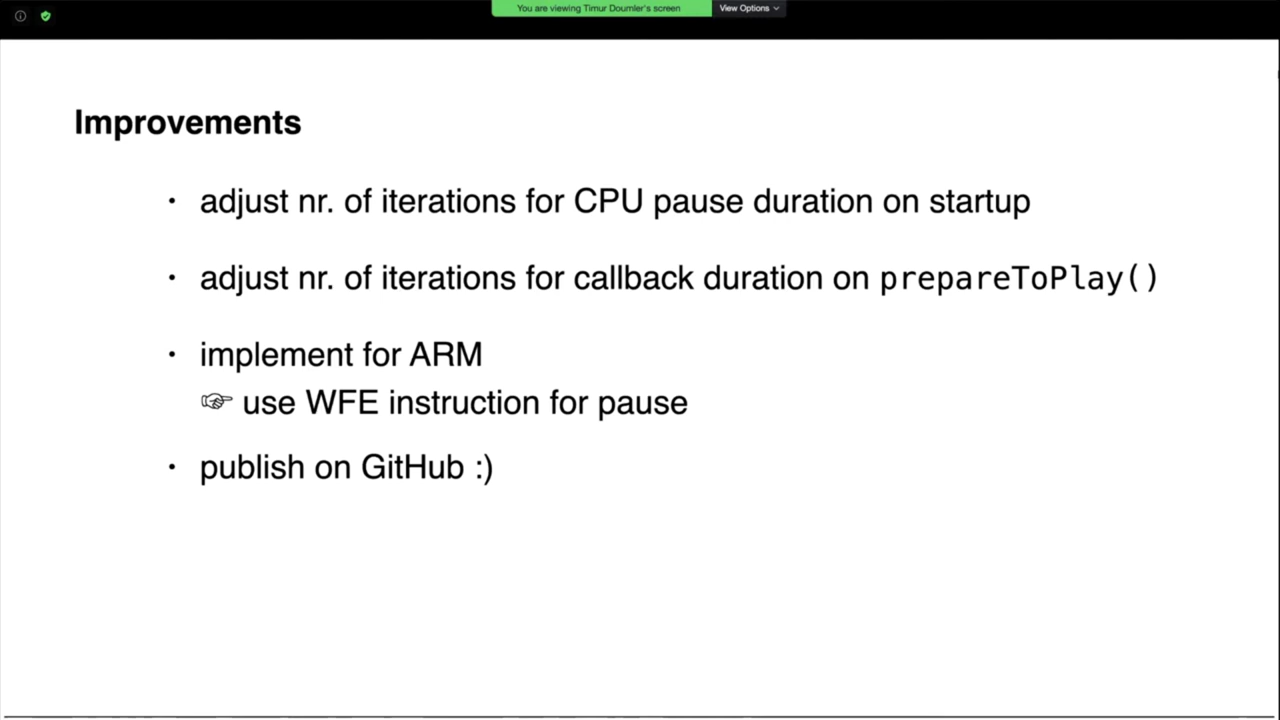 You are viewing Timur Doumler's screen View Options
Improvements
· adjust nr. of iterations for CPU pause duration on startup
· adjust nr. of iterations for callback duration on prepareToPlay()
· implement for ARM
☞ use WFE instruction for pause
· publish on GitHub :)